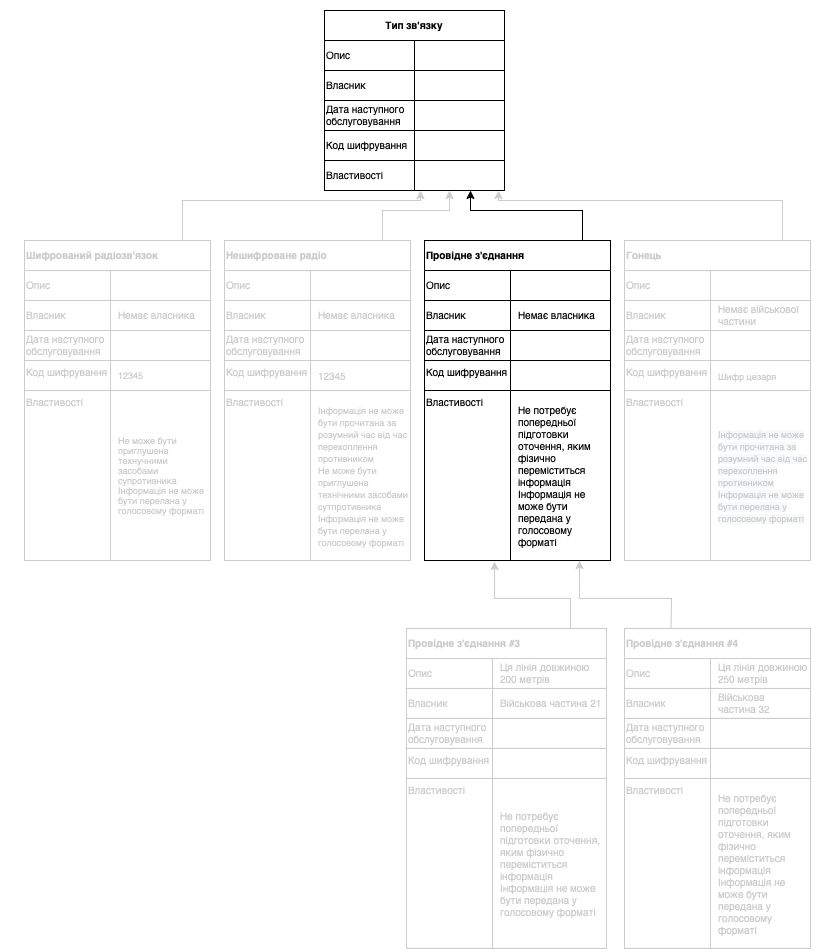 Тип зв'язку
Опис
Власник
Дата наступного
обслуговування
Код шифрування
Властивості
Шифрований радіозв'язок
Опис
Власник
Немає власника
Дата наступного
обслуговування
Код шифрування
12345
Властивості
Не може бути
приглушена
технучними
засобами
супротивника
Інформація не може
бути перелана у
голосовому форматі
Нешифроване радіо
Опис
Власник
Немає власника
Дата наступного
обслуговування
Код шифрування
12345
Властивості
Інформація не може
бути прочитана за
розумний час від час
перехоплення
противником
Не може бути
приглушена
технічними засобами
сутпротивника
Інформація не може
бути перелана у
голосовому форматі
Провідне з'єднання
Опис
Власник
Немає власника
Дата наступного
обслуговування
Код шифрування
Властивості
Не потребує
попередньої
підготовки
оточення, яким
фізично
переміститься
інформація
Інформація не
може бути
передана у
голосовому
форматі
Гонець
Опис
Власник
Немає військової
частини
Дата наступного
обслуговування
Код шифрування
Шифр цезаря
Властивості
Інформація не може
бути прочитана за
розумний час від час
перехоплення
противником
Інформація не може
бути перелана у
голосовому форматі
Провідне з'єднання #3
Опис
Ця лінія довжиною
200 метрів
Власник
Військова частина 21
Дата наступного
обслуговування
Код шифрування
Властивості
Не потребує
попередньої
підготовки оточення,
яким фізично
переміститься
інформація
Інформація не може
бути передана у
голосовому форматі
Провідне з'єднання #4
Опис
Ця лінія довжиною
250 метрів
Власник
Військова
частина 32
Дата наступного
обслуговування
Код шифрування
Властивості
Не потребує
попередньої
підготовки
оточення, яким
фізично
переміститься
інформація
Інформація не
може бути
передана у
голосовому
форматі